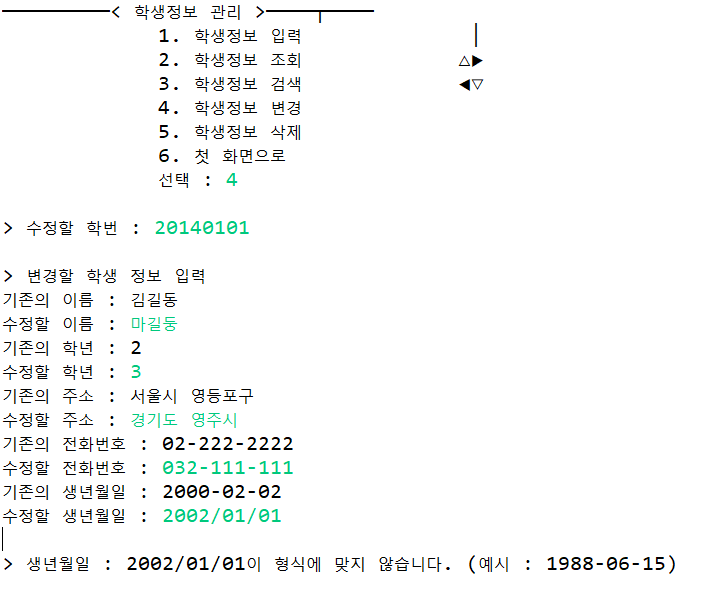 < 학생정보 관리 >
1. 학생정보 입력
2. 학생정보 조회
△▶
3. 학생정보 검색
◀▽
4. 학생정보 변경
5. 학생정보 삭제
6. 첫 화면으로
선택 : 4
> 수정할 학번 : 20140101
> 변경할 학생 정보 입력
기존의 이름 : 김길동
수정할 이름 : 마길둥
기존의 학년 : 2
수정할 학년 : 3
기존의 주소 : 서울시 영등포구
수정할 주소 : 경기도 영주시
기존의 전화번호 : 02-222-2222
수정할 전화번호 : 032-111-111
기존의 생년월일 : 2000-02-02
수정할 생년월일 : 2002/01/01
> 생년월일 : 2002/01/01이 형식에 맞지 않습니다. (예시 : 1988-06-15)